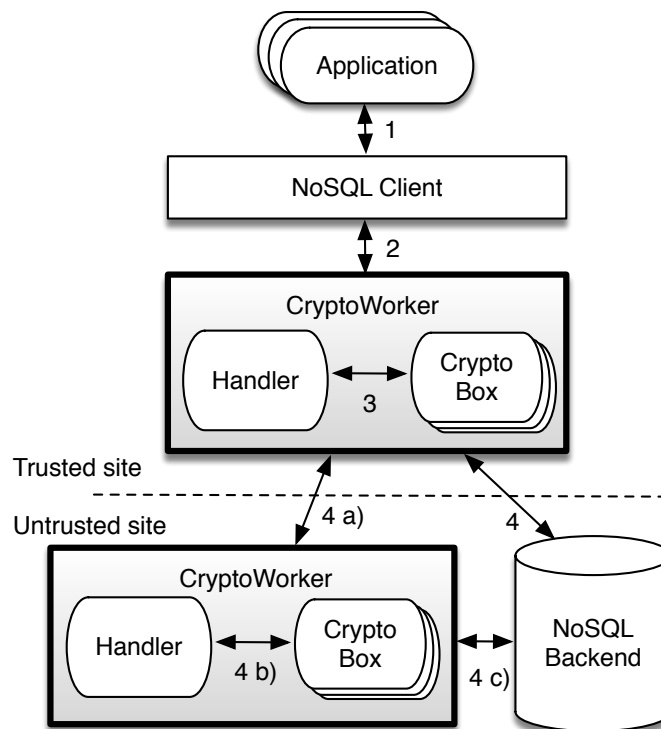 Application
1
NoSQL Client
2
CryptoWorker
Handler
3
Crypto
Box
Trusted site
4 a)
4
Untrusted site
CryptoWorker
Handler
4 b)
Crypto
Box
4 c)
NoSQL
Backend